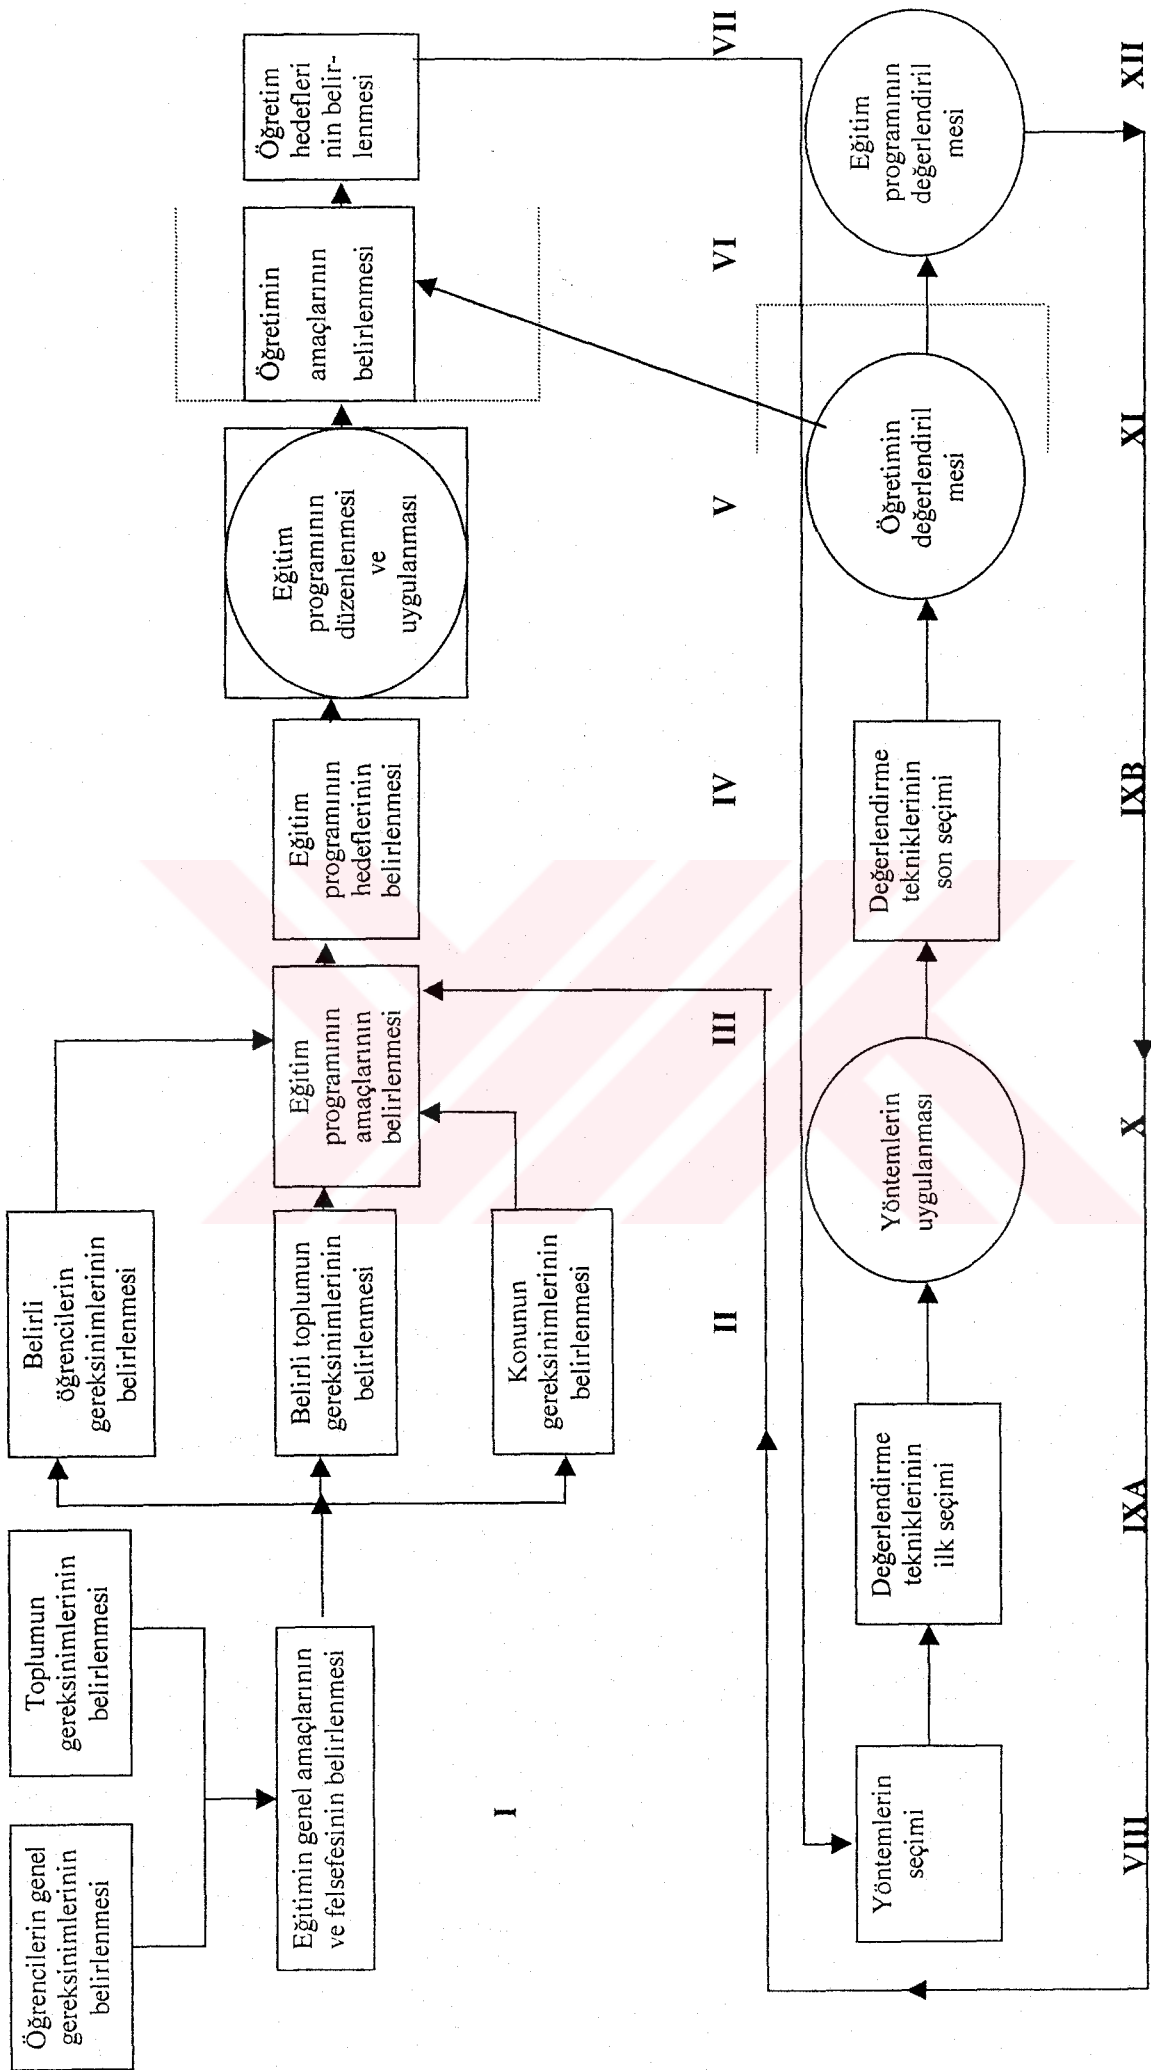 Öğrencilerin genel
gereksinimlerinin
belirlenmesi
Toplumun
gereksinimlerinin
belirlenmesi
Eğitimin genel amaçlarının
ve felsefesinin belirlenmesi
I
Belirli
öğrencilerin
gereksinimlerinin
belirlenmesi
Belirli toplumun
gereksinimlerinin
belirlenmesi
Konunun
gereksinimlerinin
belirlenmesi
II
Eğitim
programının
amaçlarının
belirlenmesi
III
Eğitim
programının
hedeflerinin
belirlenmesi
IV
Eğitim
programının
düzenlenmesi
ve
uygulanması
V
Öğretimin
amaçlarının
belirlenmesi
VI
Öğretim
hedefleri
nin belir-
lenmesi
VII
Yöntemlerin
seçimi
VIII
Değerlendirme
tekniklerinin
ilk seçimi
IXA
Yöntemlerin
uygulanması
X
Değerlendirme
tekniklerinin
son seçimi
IXB
Öğretimin
değerlendiril
mesi
XI
Eğitim
programının
değerlendiril
mesi
XII